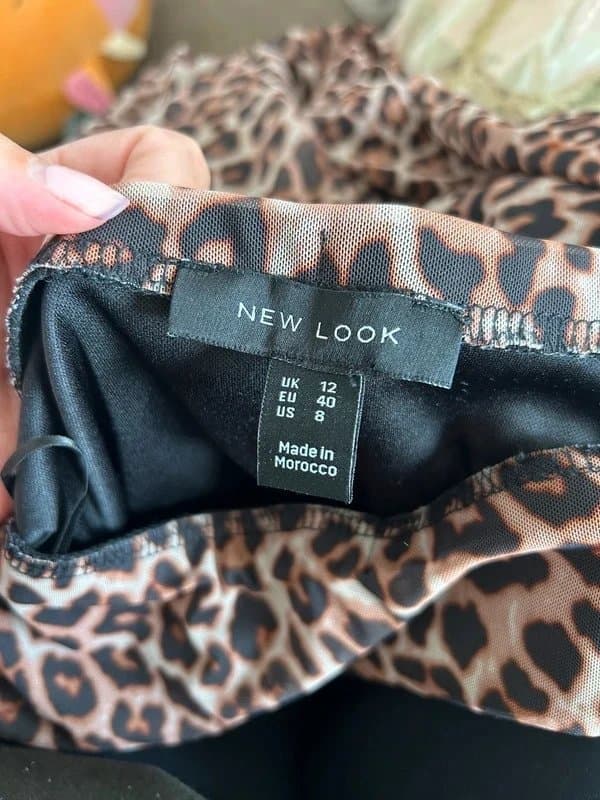 NEW LOOK
UK 12
EU 40
US 8
Made in
Morocco